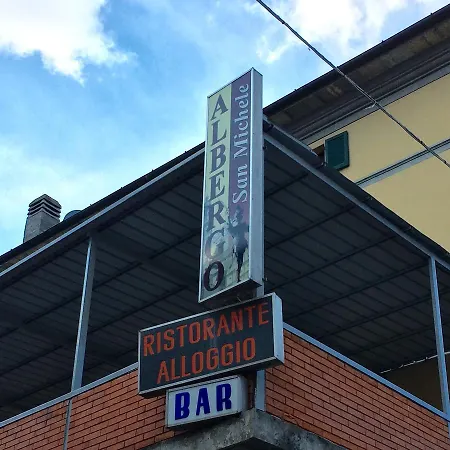 ALBERGO
San Michele
RISTORANTE
ALLOGGIO
BAR